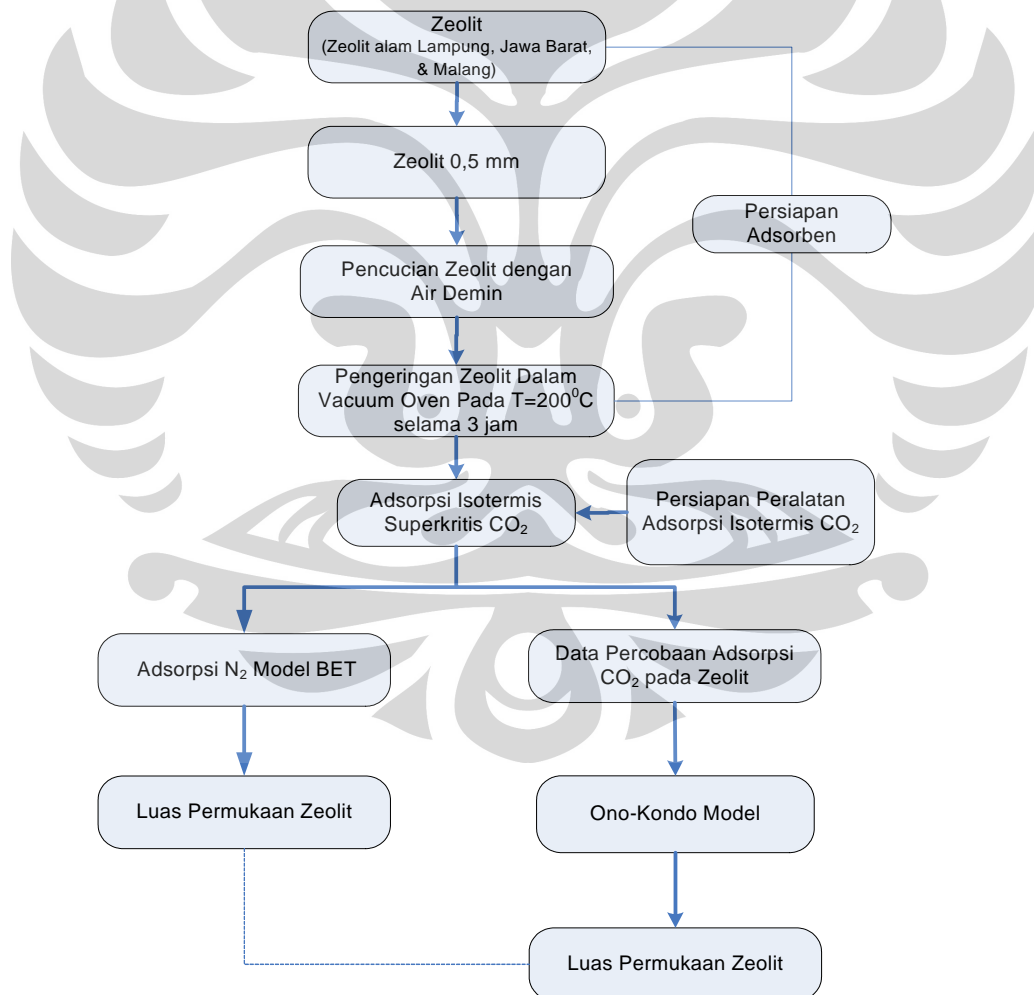 Zeolit
(Zeolit alam Lampung, Jawa Barat,
& Malang)
Zeolit 0,5 mm
Persiapan
Adsorben
Pencucian Zeolit dengan
Air Demin
Pengeringan Zeolit Dalam
Vacuum Oven Pada T=200⁰C
selama 3 jam
Adsorpsi Isotermis
Superkritis CO₂
Persiapan Peralatan
Adsorpsi Isotermis CO₂
Adsorpsi N₂ Model BET
Data Percobaan Adsorpsi
CO₂ pada Zeolit
Luas Permukaan Zeolit
Ono-Kondo Model
Luas Permukaan Zeolit